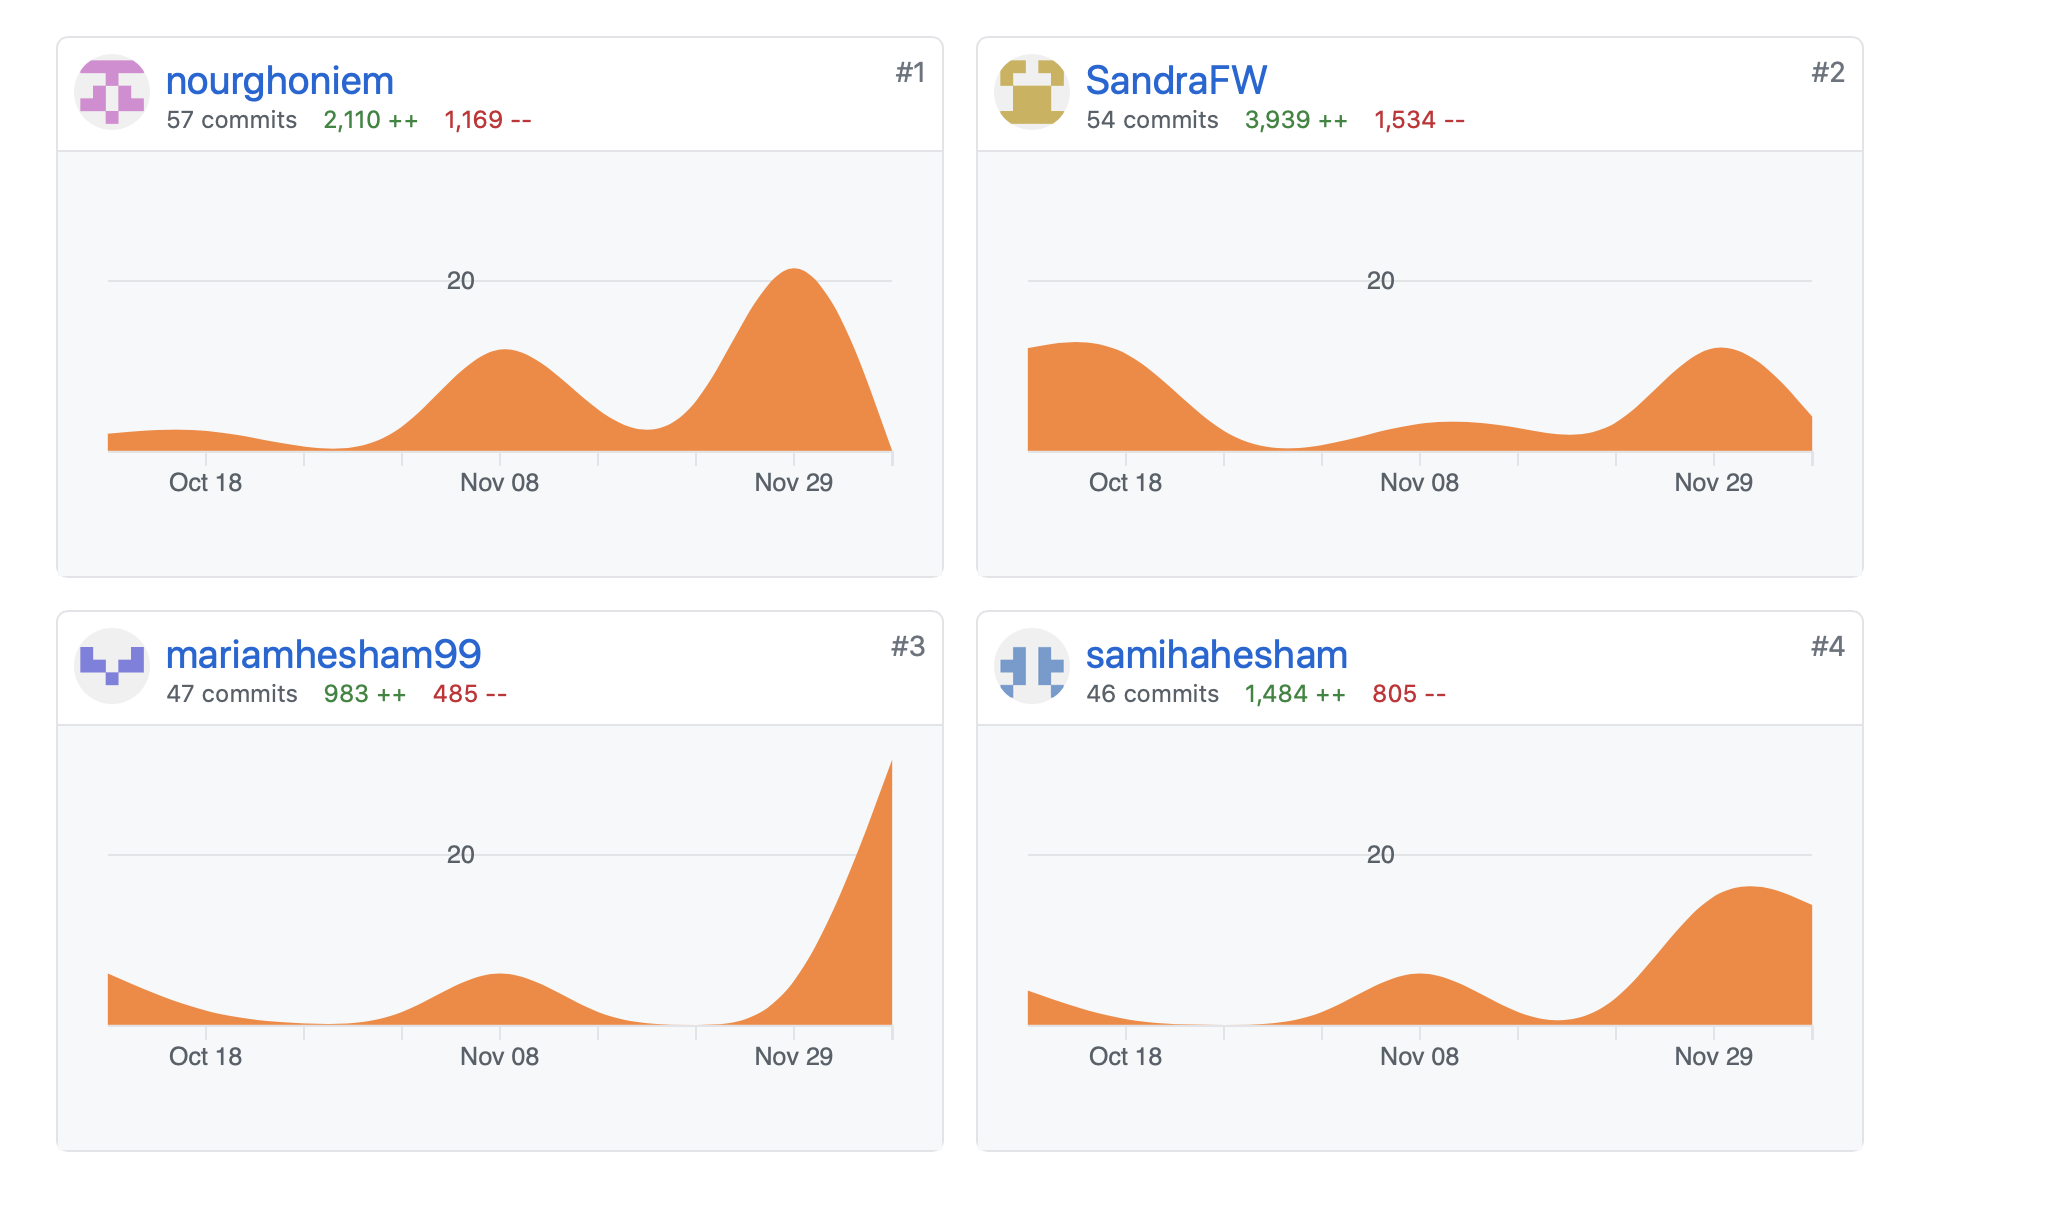 nourghoniem
#1
57 commits 2,110 ++ 1,169 --
20
Oct 18 Nov 08 Nov 29
SandraFW
#2
54 commits 3,939 ++ 1,534 --
20
Oct 18 Nov 08 Nov 29
mariamhesham99
#3
47 commits 983 ++ 485 --
20
Oct 18 Nov 08 Nov 29
samihahesham
#4
46 commits 1,484 ++ 805 --
20
Oct 18 Nov 08 Nov 29